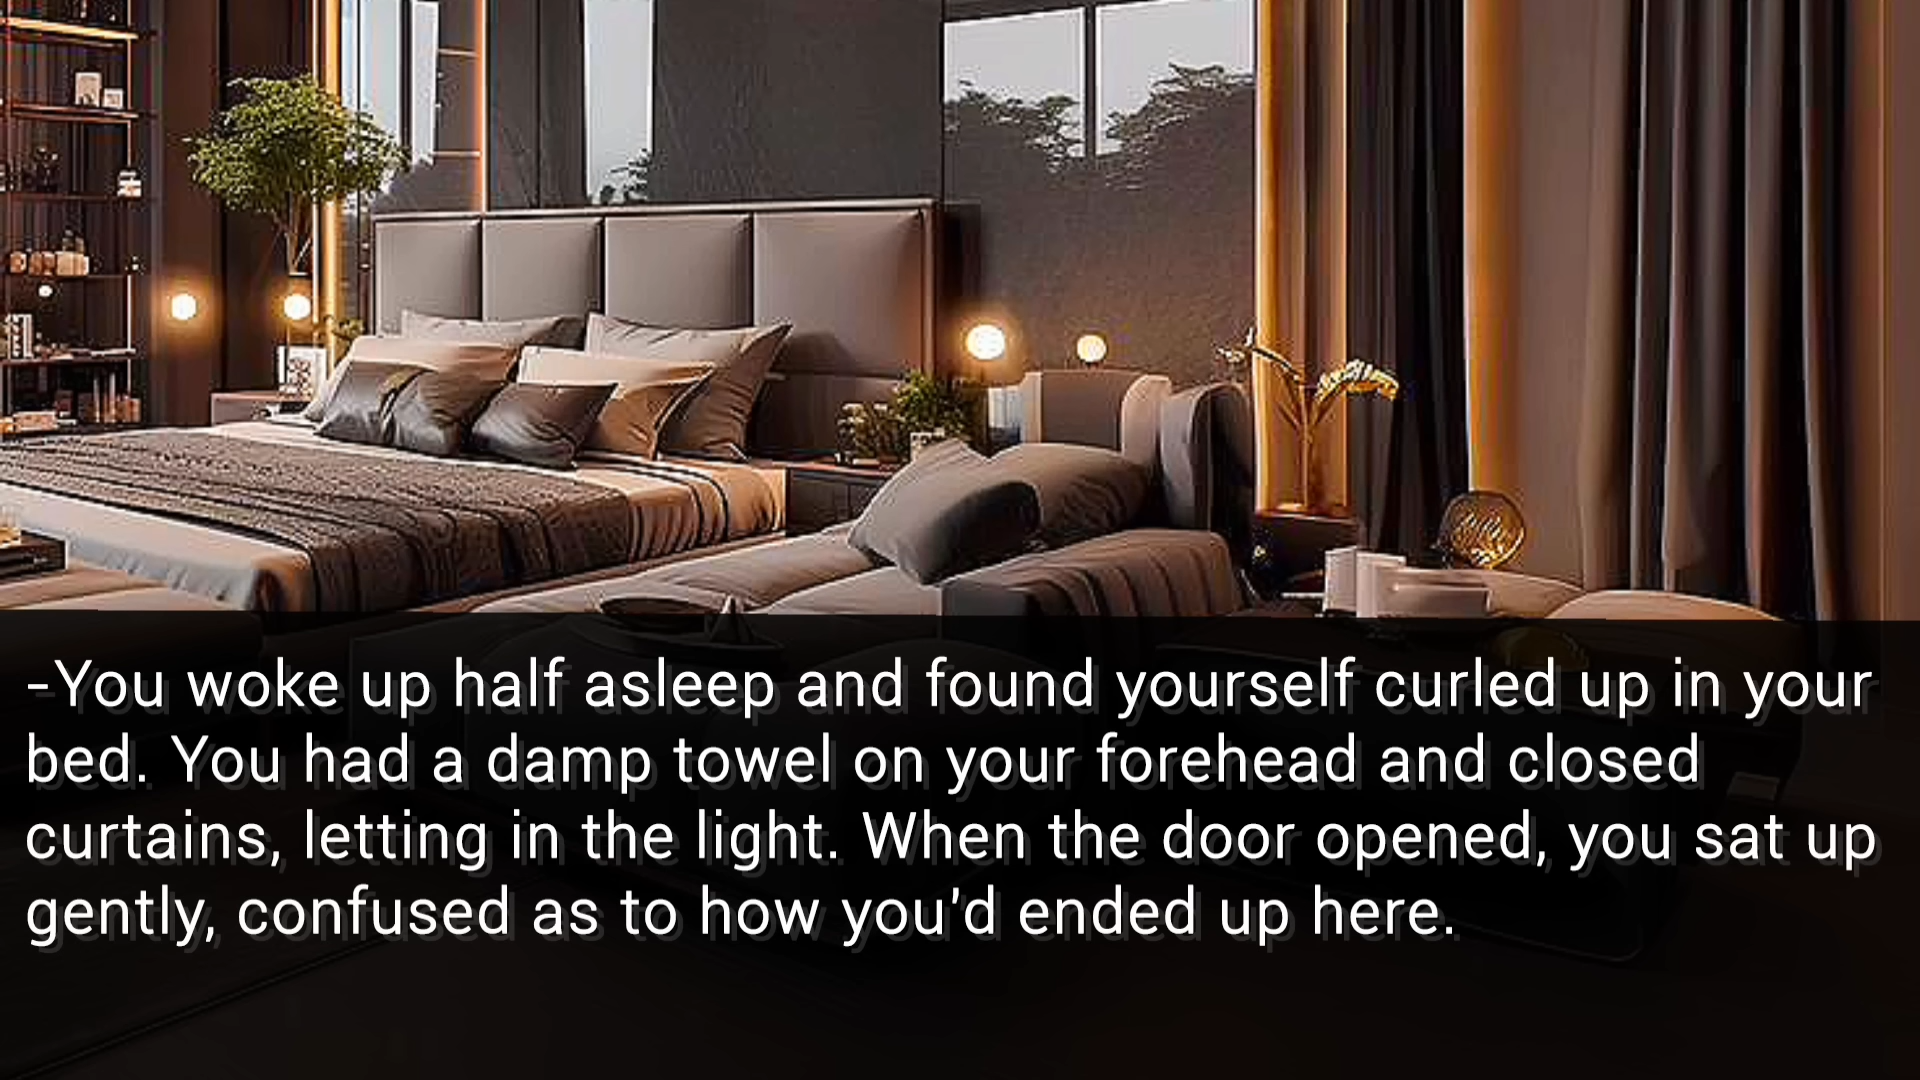 -You woke up half asleep and found yourself curled up in your
bed. You had a damp towel on your forehead and closed
curtains, letting in the light. When the door opened, you sat up
gently, confused as to how you'd ended up here.